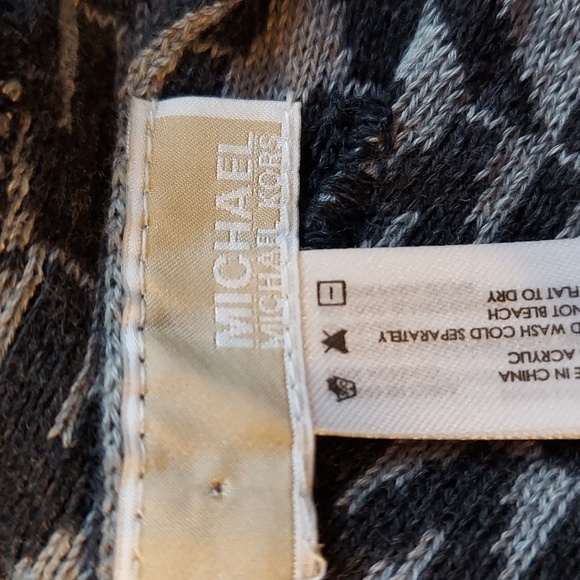 MICHAEL
MICHAEL KORS
E IN CHINA
ACRYLIC
D WASH COLD SEPARATELY
NOT BLEACH
FLAT TO DRY